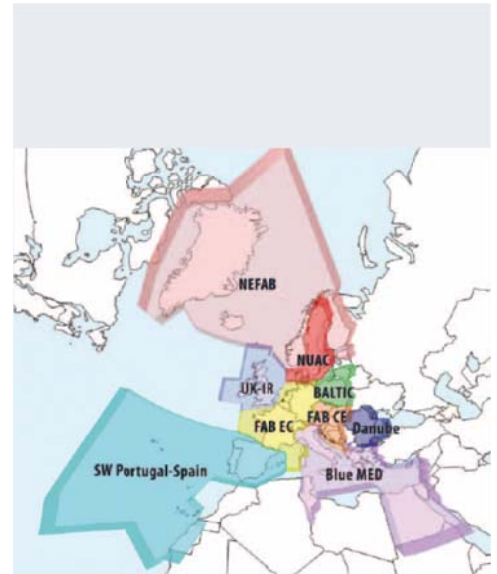 NEFAB
NUAC
UK-IR
BALTIC
FAB EC
FAB CE
Danube
SW Portugal-Spain
Blue MED